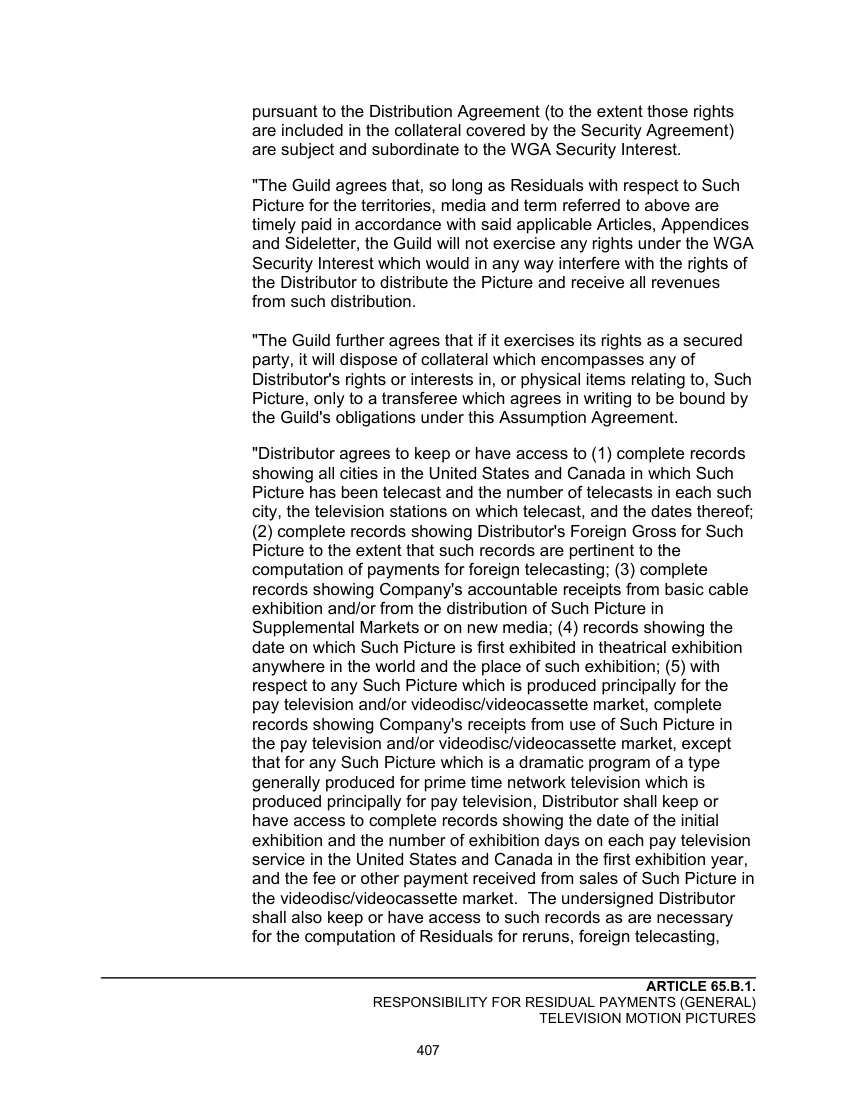 pursuant to the Distribution Agreement (to the extent those rights
are included in the collateral covered by the Security Agreement)
are subject and subordinate to the WGA Security Interest.
"The Guild agrees that, so long as Residuals with respect to Such
Picture for the territories, media and term referred to above are
timely paid in accordance with said applicable Articles, Appendices
and Sideletter, the Guild will not exercise any rights under the WGA
Security Interest which would in any way interfere with the rights of
the Distributor to distribute the Picture and receive all revenues
from such distribution.
"The Guild further agrees that if it exercises its rights as a secured
party, it will dispose of collateral which encompasses any of
Distributor's rights or interests in, or physical items relating to, Such
Picture, only to a transferee which agrees in writing to be bound by
the Guild's obligations under this Assumption Agreement.
"Distributor agrees to keep or have access to (1) complete records
showing all cities in the United States and Canada in which Such
Picture has been telecast and the number of telecasts in each such
city, the television stations on which telecast, and the dates thereof;
(2) complete records showing Distributor's Foreign Gross for Such
Picture to the extent that such records are pertinent to the
computation of payments for foreign telecasting; (3) complete
records showing Company's accountable receipts from basic cable
exhibition and/or from the distribution of Such Picture in
Supplemental Markets or on new media; (4) records showing the
date on which Such Picture is first exhibited in theatrical exhibition
anywhere in the world and the place of such exhibition; (5) with
respect to any Such Picture which is produced principally for the
pay television and/or videodisc/videocassette market, complete
records showing Company's receipts from use of Such Picture in
the pay television and/or videodisc/videocassette market, except
that for any Such Picture which is a dramatic program of a type
generally produced for prime time network television which is
produced principally for pay television, Distributor shall keep or
have access to complete records showing the date of the initial
exhibition and the number of exhibition days on each pay television
service in the United States and Canada in the first exhibition year,
and the fee or other payment received from sales of Such Picture in
the videodisc/videocassette market.  The undersigned Distributor
shall also keep or have access to such records as are necessary
for the computation of Residuals for reruns, foreign telecasting,
ARTICLE 65.B.1.
RESPONSIBILITY FOR RESIDUAL PAYMENTS (GENERAL)
TELEVISION MOTION PICTURES
407